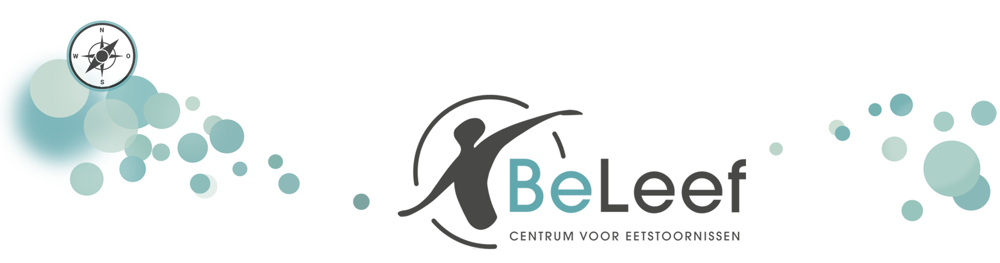 N
W O
S
BeLeef
CENTRUM VOOR EETSTOORNISSEN